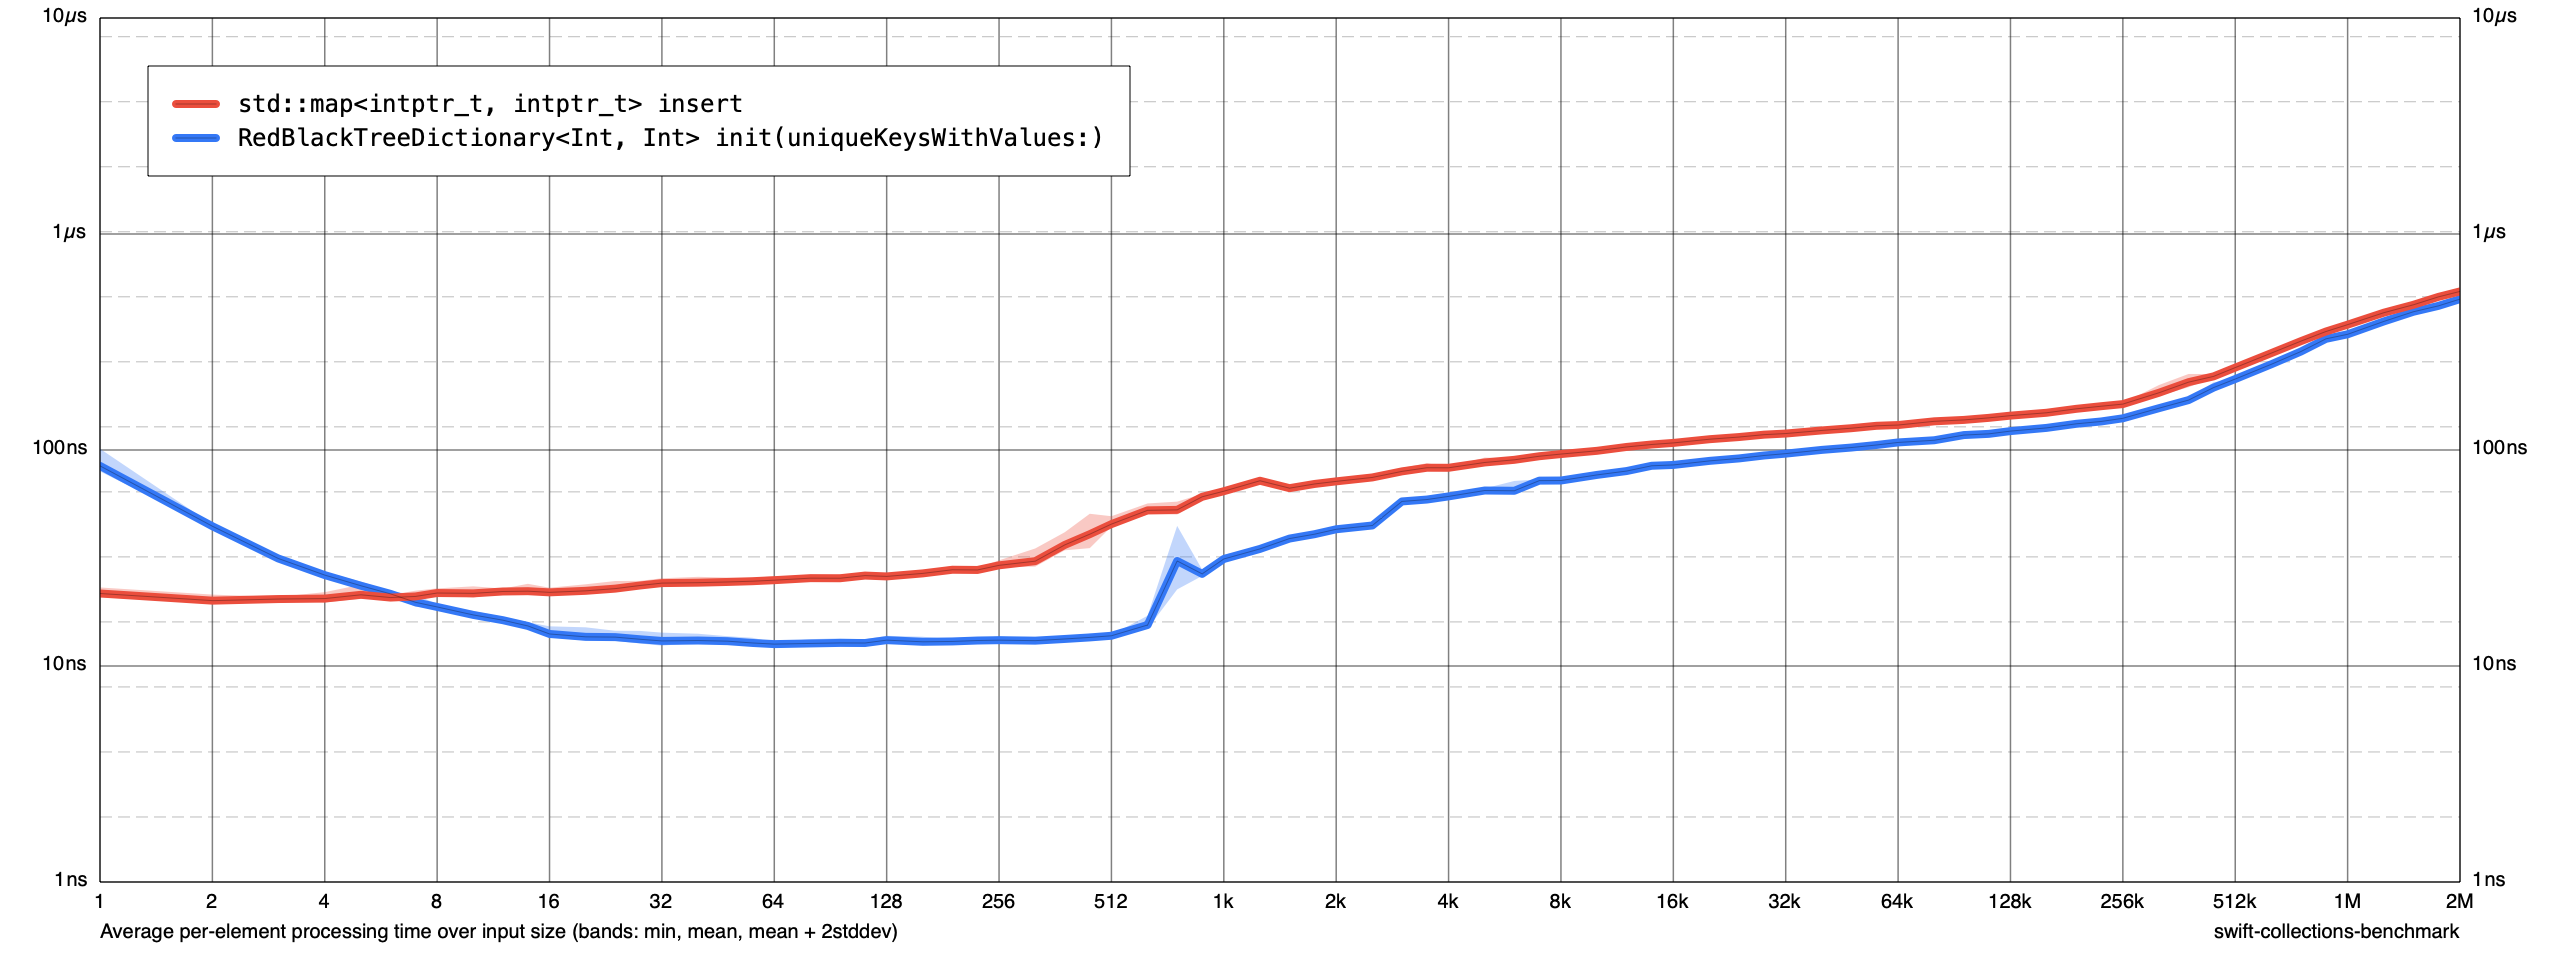 10µs 10µs
std::map<intptr_t, intptr_t> insert
RedBlackTreeDictionary<Int, Int> init(uniqueKeysWithValues:)
1µs 1µs
100ns 100ns
10ns 10ns
1ns 1ns
1 2 4 8 16 32 64 128 256 512 1k 2k 4k 8k 16k 32k 64k 128k 256k 512k 1M 2M
Average per-element processing time over input size (bands: min, mean, mean + 2stddev) swift-collections-benchmark